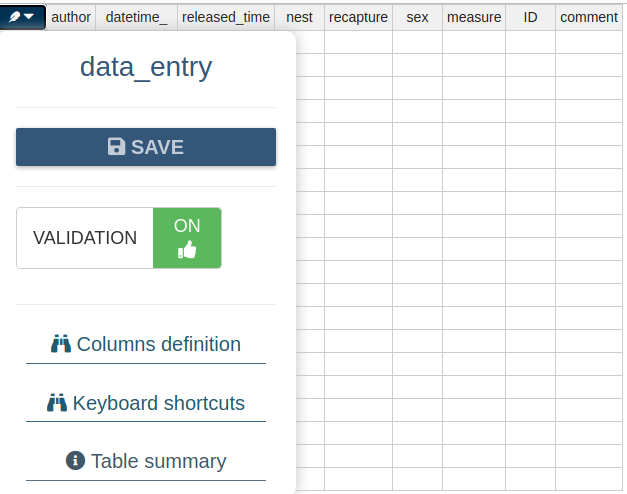 author datetime_ released_time nest recapture sex measure ID comment
data_entry
SAVE
VALIDATION ON
Columns definition
Keyboard shortcuts
Table summary